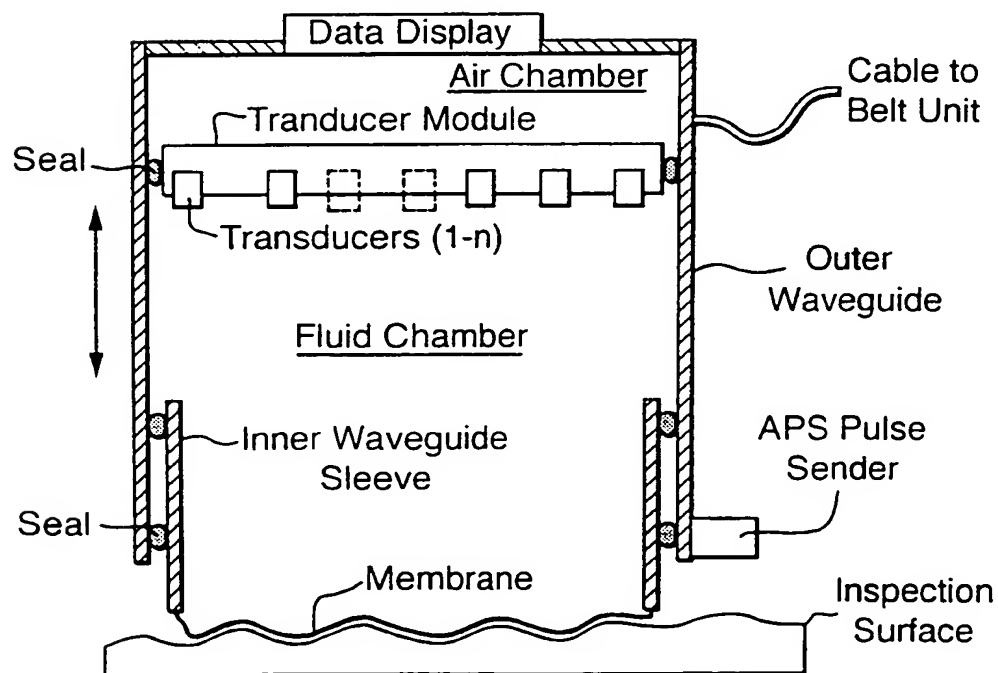 Data Display
Air Chamber
Cable to
Belt Unit
Tranducer Module
Seal
Transducers (1-n)
Outer
Waveguide
Fluid Chamber
Inner Waveguide
Sleeve
APS Pulse
Sender
Seal
Membrane
Inspection
Surface